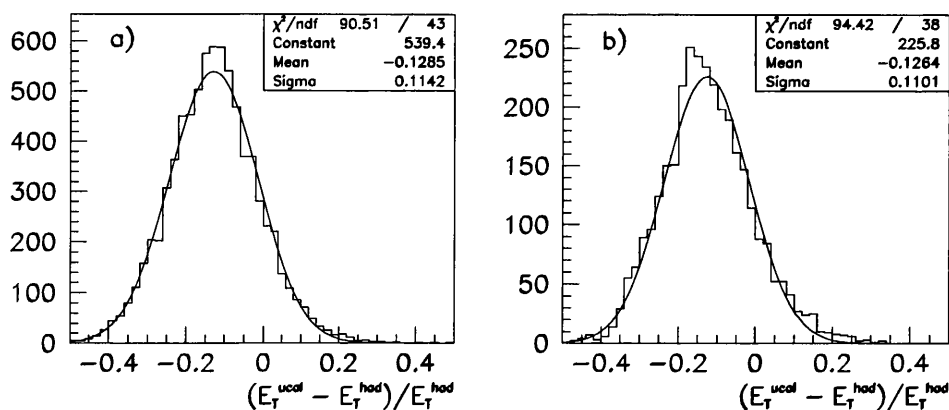 a)
χ²/ndf 90.51 / 43
Constant 539.4
Mean -0.1285
Sigma 0.1142
600
500
400
300
200
100
0
-0.4 -0.2 0 0.2 0.4
(E_T^ucal - E_T^had)/E_T^had
b)
χ²/ndf 94.42 / 38
Constant 225.8
Mean -0.1264
Sigma 0.1101
250
200
150
100
50
0
-0.4 -0.2 0 0.2 0.4
(E_T^ucal - E_T^had)/E_T^had